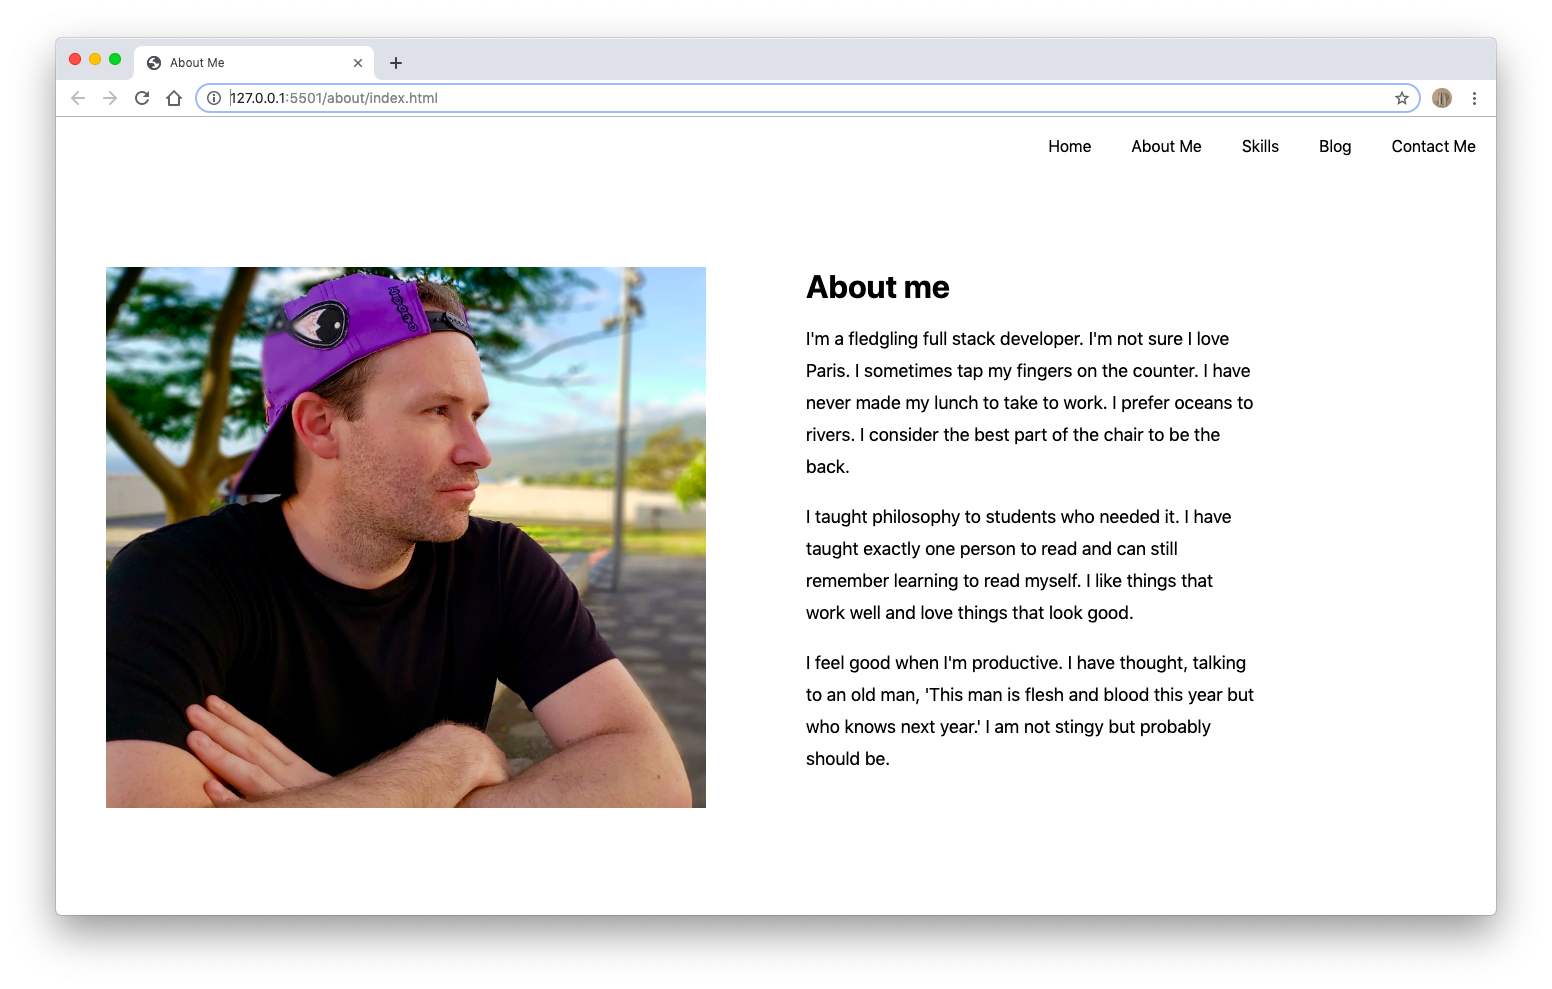 About Me
127.0.0.1:5501/about/index.html
Home About Me Skills Blog Contact Me
About me
I'm a fledgling full stack developer. I'm not sure I love
Paris. I sometimes tap my fingers on the counter. I have
never made my lunch to take to work. I prefer oceans to
rivers. I consider the best part of the chair to be the
back.
I taught philosophy to students who needed it. I have
taught exactly one person to read and can still
remember learning to read myself. I like things that
work well and love things that look good.
I feel good when I'm productive. I have thought, talking
to an old man, 'This man is flesh and blood this year but
who knows next year.' I am not stingy but probably
should be.